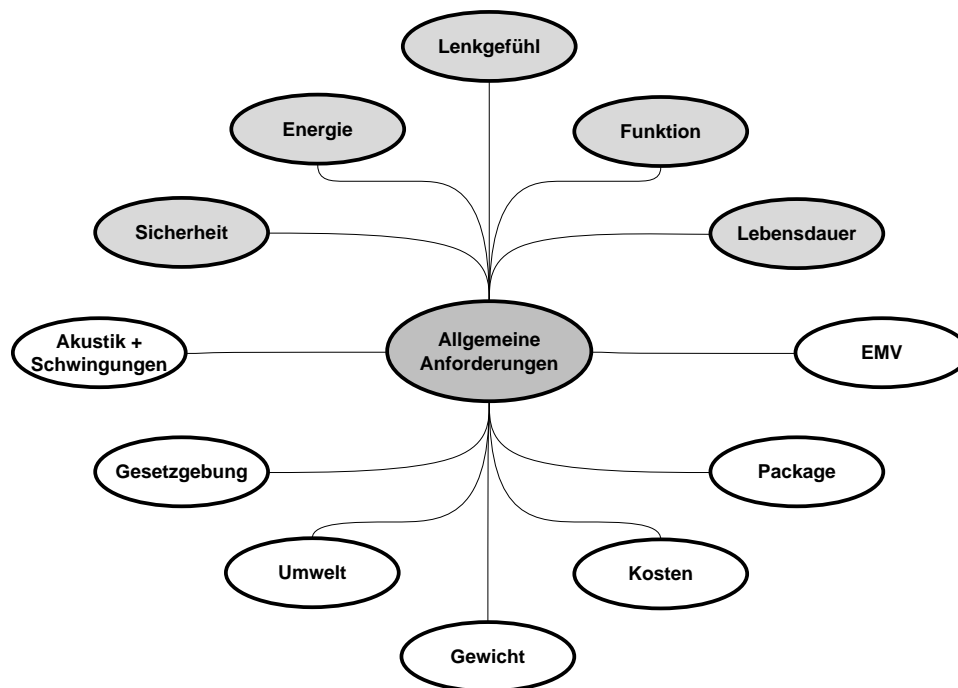 Lenkgefühl
Energie
Funktion
Sicherheit
Lebensdauer
Allgemeine
Anforderungen
Akustik +
Schwingungen
EMV
Gesetzgebung
Package
Umwelt
Kosten
Gewicht